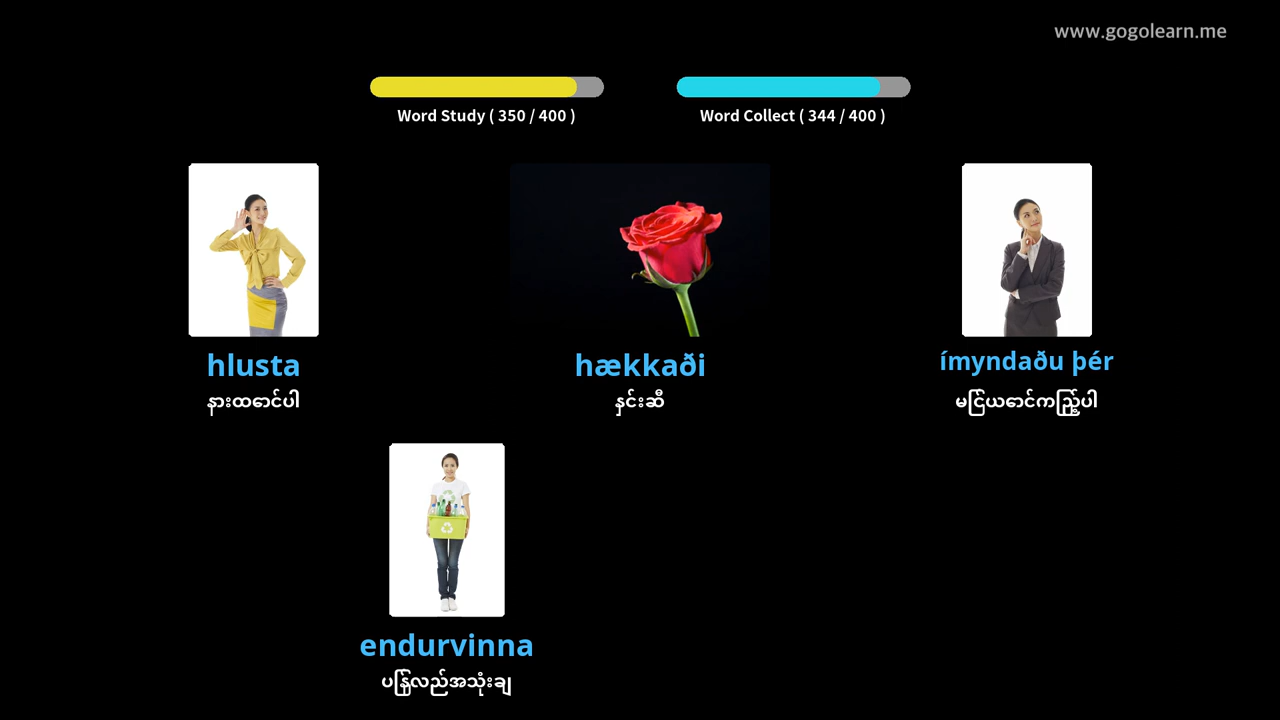 www.gogolearn.me
Word Study ( 350 / 400 )
Word Collect ( 344 / 400 )
hlusta
နားထောင်ပါ
hækkaði
နှင်းဆီ
ímyndaðu þér
မြင်ယောင်ကြည့်ပါ
endurvinna
ပြန်လည်အသုံးချ